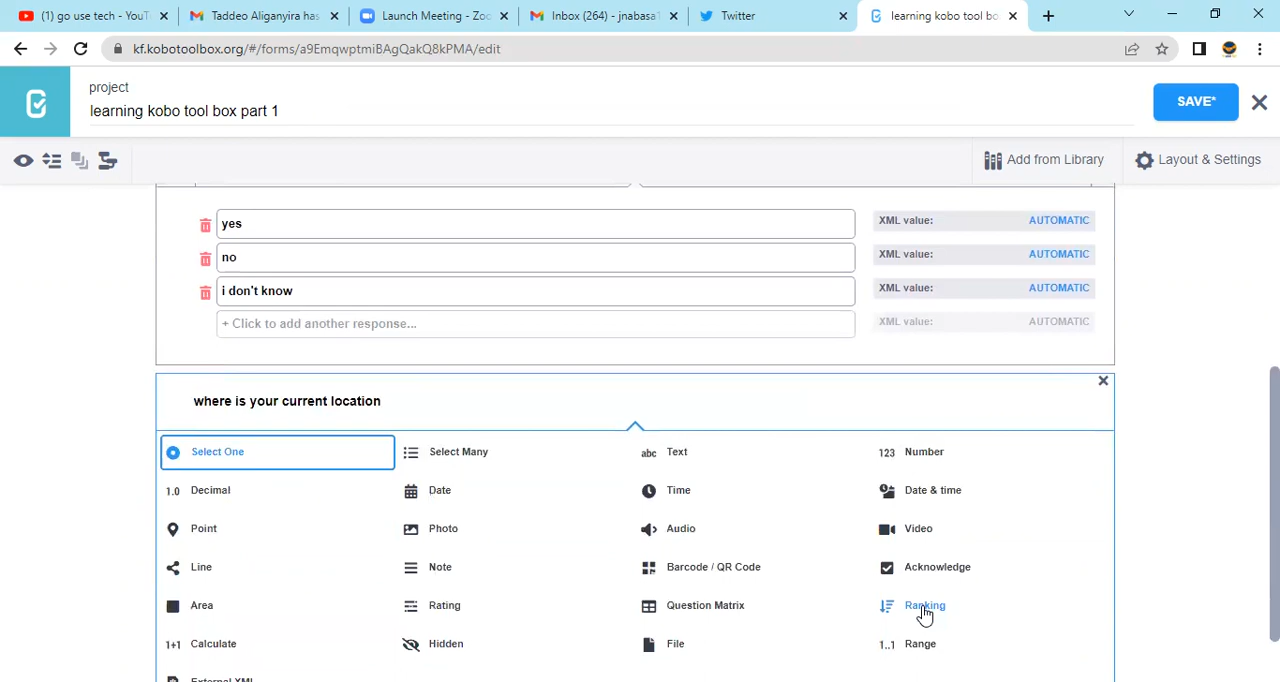 (1) go use tech - YouT
Taddeo Aliganyira has
Launch Meeting - Zoo
Inbox (264) - jnabasa1
Twitter
learning kobo tool bo
kf.kobotoolbox.org/#/forms/a9EmqwptmiBAgQakQ8kPMA/edit
project
learning kobo tool box part 1
SAVE*
Add from Library
Layout & Settings
yes
XML value: AUTOMATIC
no
XML value: AUTOMATIC
i don't know
XML value: AUTOMATIC
+ Click to add another response...
XML value: AUTOMATIC
where is your current location
Select One
Select Many
abc Text
123 Number
1.0 Decimal
Date
Time
Date & time
Point
Photo
Audio
Video
Line
Note
Barcode / QR Code
Acknowledge
Area
Rating
Question Matrix
Ranking
1+1 Calculate
Hidden
File
1..1 Range
External XML